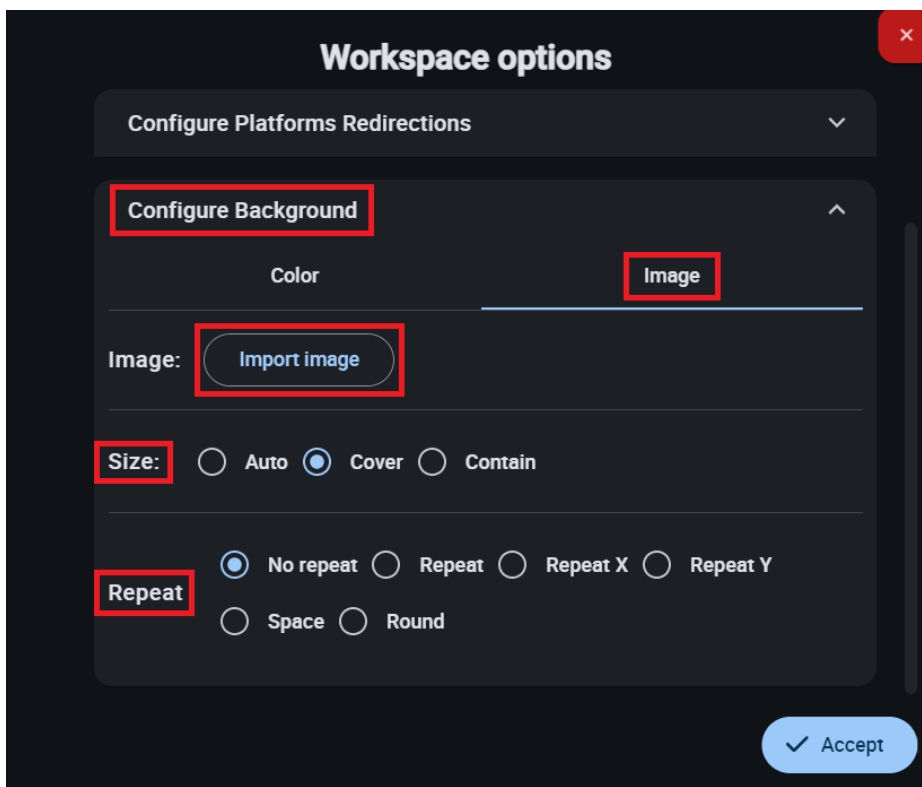 Workspace options
Configure Platforms Redirections
Configure Background
Color Image
Image: Import image
Size: Auto Cover Contain
No repeat Repeat Repeat X Repeat Y
Repeat
Space Round
Accept